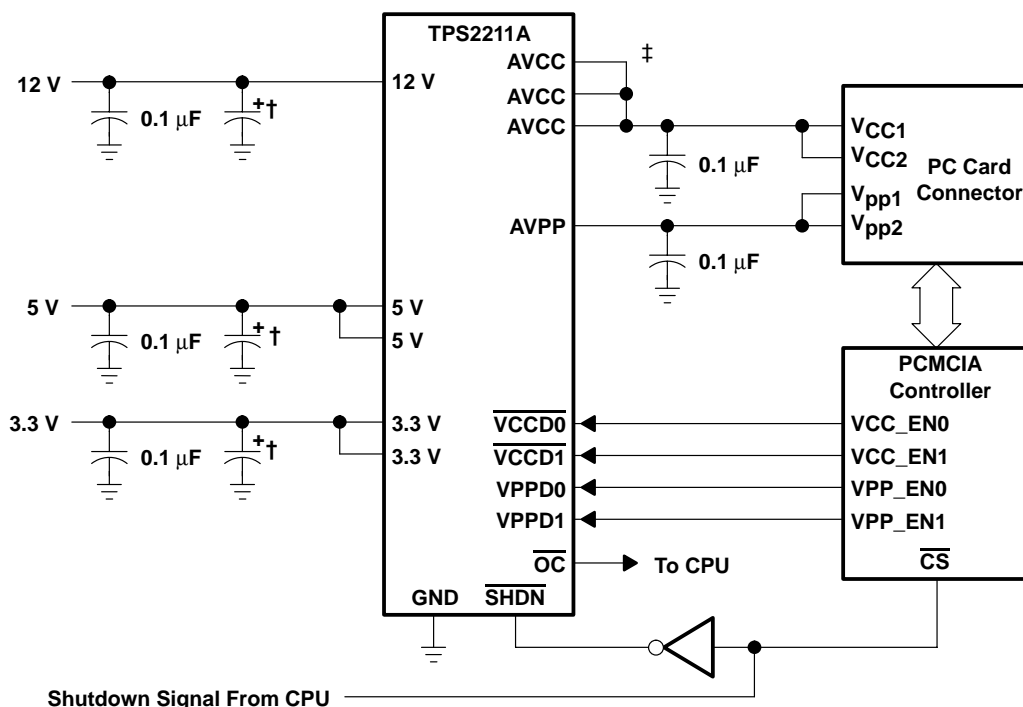 TPS2211A
12 V
0.1 μF
+
†
12 V
AVCC
AVCC
AVCC
‡
0.1 μF
VCC1
VCC2
Vpp1
Vpp2
PC Card
Connector
AVPP
0.1 μF
5 V
0.1 μF
+
†
5 V
5 V
3.3 V
0.1 μF
+
†
3.3 V
3.3 V
VCCD0
VCCD1
VPPD0
VPPD1
OC
To CPU
GND
SHDN
PCMCIA
Controller
VCC_EN0
VCC_EN1
VPP_EN0
VPP_EN1
CS
Shutdown Signal From CPU